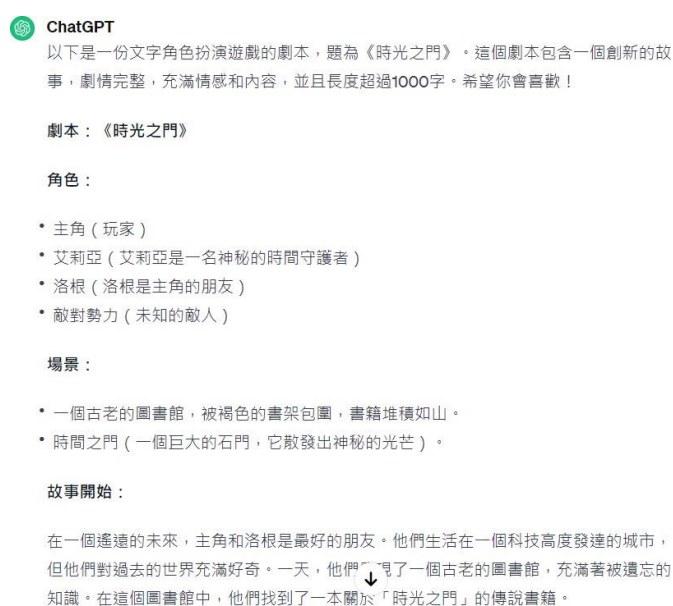 ChatGPT
以下是一份文字角色扮演遊戲的劇本，題為《時光之門》。這個劇本包含一個創新的故
事，劇情完整，充滿情感和內容，並且長度超過1000字。希望你會喜歡！
劇本：《時光之門》
角色：
• 主角（玩家）
• 艾莉亞（艾莉亞是一名神秘的時間守護者）
• 洛根（洛根是主角的朋友）
• 敵對勢力（未知的敵人）
場景：
• 一個古老的圖書館，被褐色的書架包圍，書籍堆積如山。
• 時間之門（一個巨大的石門，它散發出神秘的光芒）。
故事開始：
在一個遙遠的未來，主角和洛根是最好的朋友。他們生活在一個科技高度發達的城市，
但他們對過去的世界充滿好奇。一天，他們現了一個古老的圖書館，充滿著被遺忘的
知識。在這個圖書館中，他們找到了一本關於「時光之門」的傳說書籍。